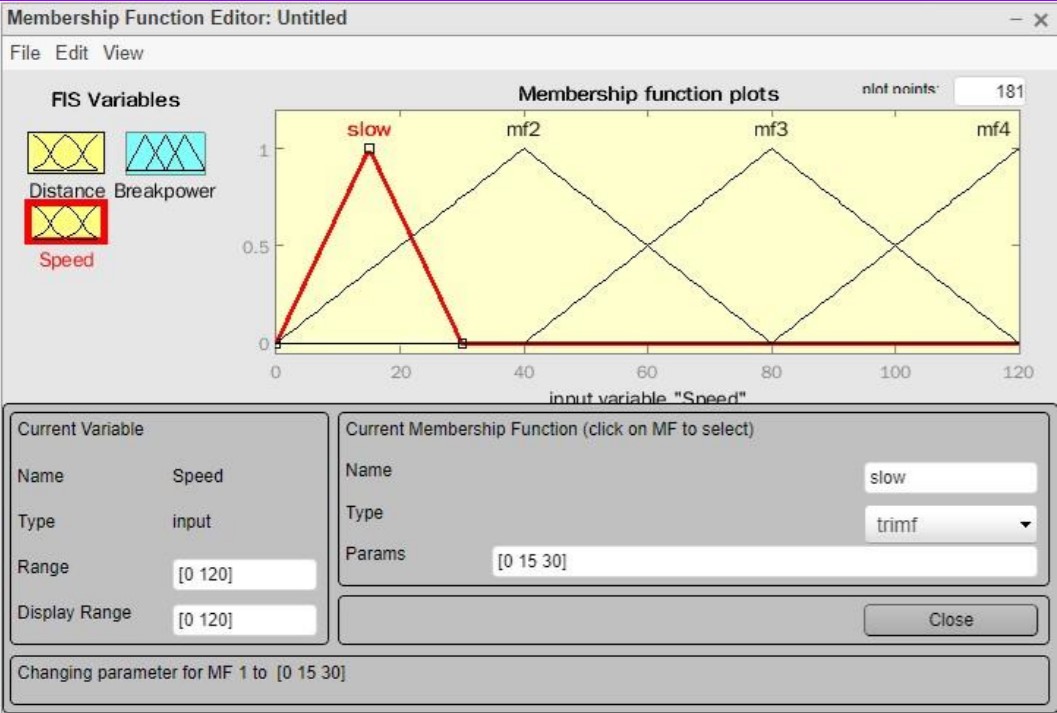 Membership Function Editor: Untitled
File Edit View
FIS Variables
Membership function plots
plot points:
181
Distance Breakpower
Speed
slow mf2 mf3 mf4
1
0.5
0
0 20 40 60 80 100 120
input variable "Speed"
Current Variable
Name Speed
Type input
Range [0 120]
Display Range [0 120]
Current Membership Function (click on MF to select)
Name slow
Type trimf
Params [0 15 30]
Close
Changing parameter for MF 1 to [0 15 30]